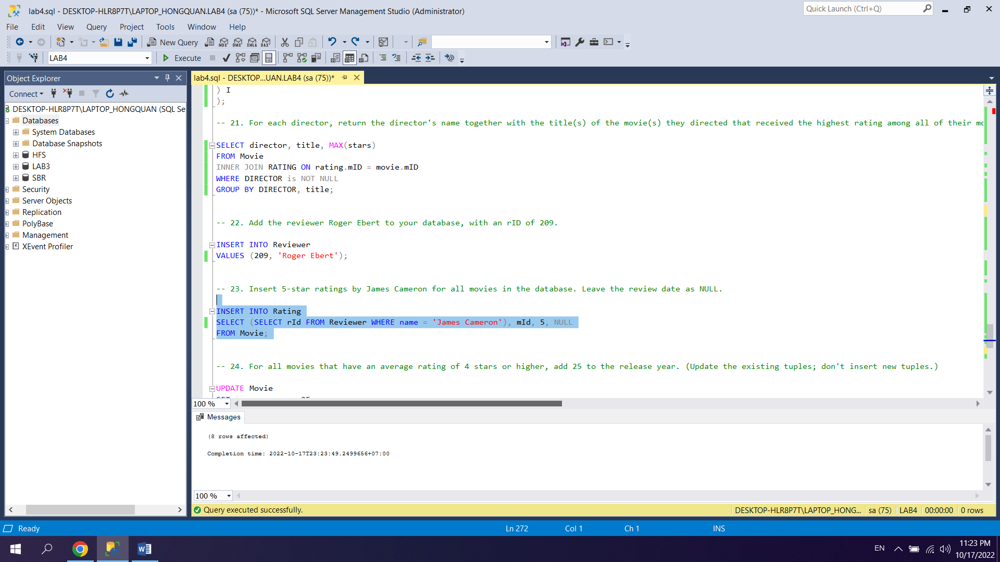 lab4.sql - DESKTOP-HLR8P7T\LAPTOP_HONGQUAN.LAB4 (sa (75))* - Microsoft SQL Server Management Studio (Administrator)
Quick Launch (Ctrl+Q)
File Edit View Query Project Tools Window Help
New Query MDX DMX XMLA DAX
LAB4 Execute
Object Explorer
lab4.sql - DESKTOP...UAN.LAB4 (sa (75))*
Connect
DESKTOP-HLR8P7T\LAPTOP_HONGQUAN (SQL Se
Databases
System Databases
Database Snapshots
HFS
LAB3
SBR
Security
Server Objects
Replication
PolyBase
Management
XEvent Profiler
)
);
-- 21. For each director, return the director's name together with the title(s) of the movie(s) they directed that received the highest rating among all of their mo
SELECT director, title, MAX(stars)
FROM Movie
INNER JOIN RATING ON rating.mID = movie.mID
WHERE DIRECTOR is NOT NULL
GROUP BY DIRECTOR, title;
-- 22. Add the reviewer Roger Ebert to your database, with an rID of 209.
INSERT INTO Reviewer
VALUES (209, 'Roger Ebert');
-- 23. Insert 5-star ratings by James Cameron for all movies in the database. Leave the review date as NULL.
INSERT INTO Rating
SELECT (SELECT rId FROM Reviewer WHERE name = 'James Cameron'), mId, 5, NULL
FROM Movie;
-- 24. For all movies that have an average rating of 4 stars or higher, add 25 to the release year. (Update the existing tuples; don't insert new tuples.)
UPDATE Movie
100 %
Messages
(8 rows affected)
Completion time: 2022-10-17T23:23:49.2499656+07:00
100 %
Query executed successfully.
DESKTOP-HLR8P7T\LAPTOP_HONG... sa (75) LAB4 00:00:00 0 rows
Ready Ln 272 Col 1 Ch 1 INS
EN
11:23 PM
10/17/2022